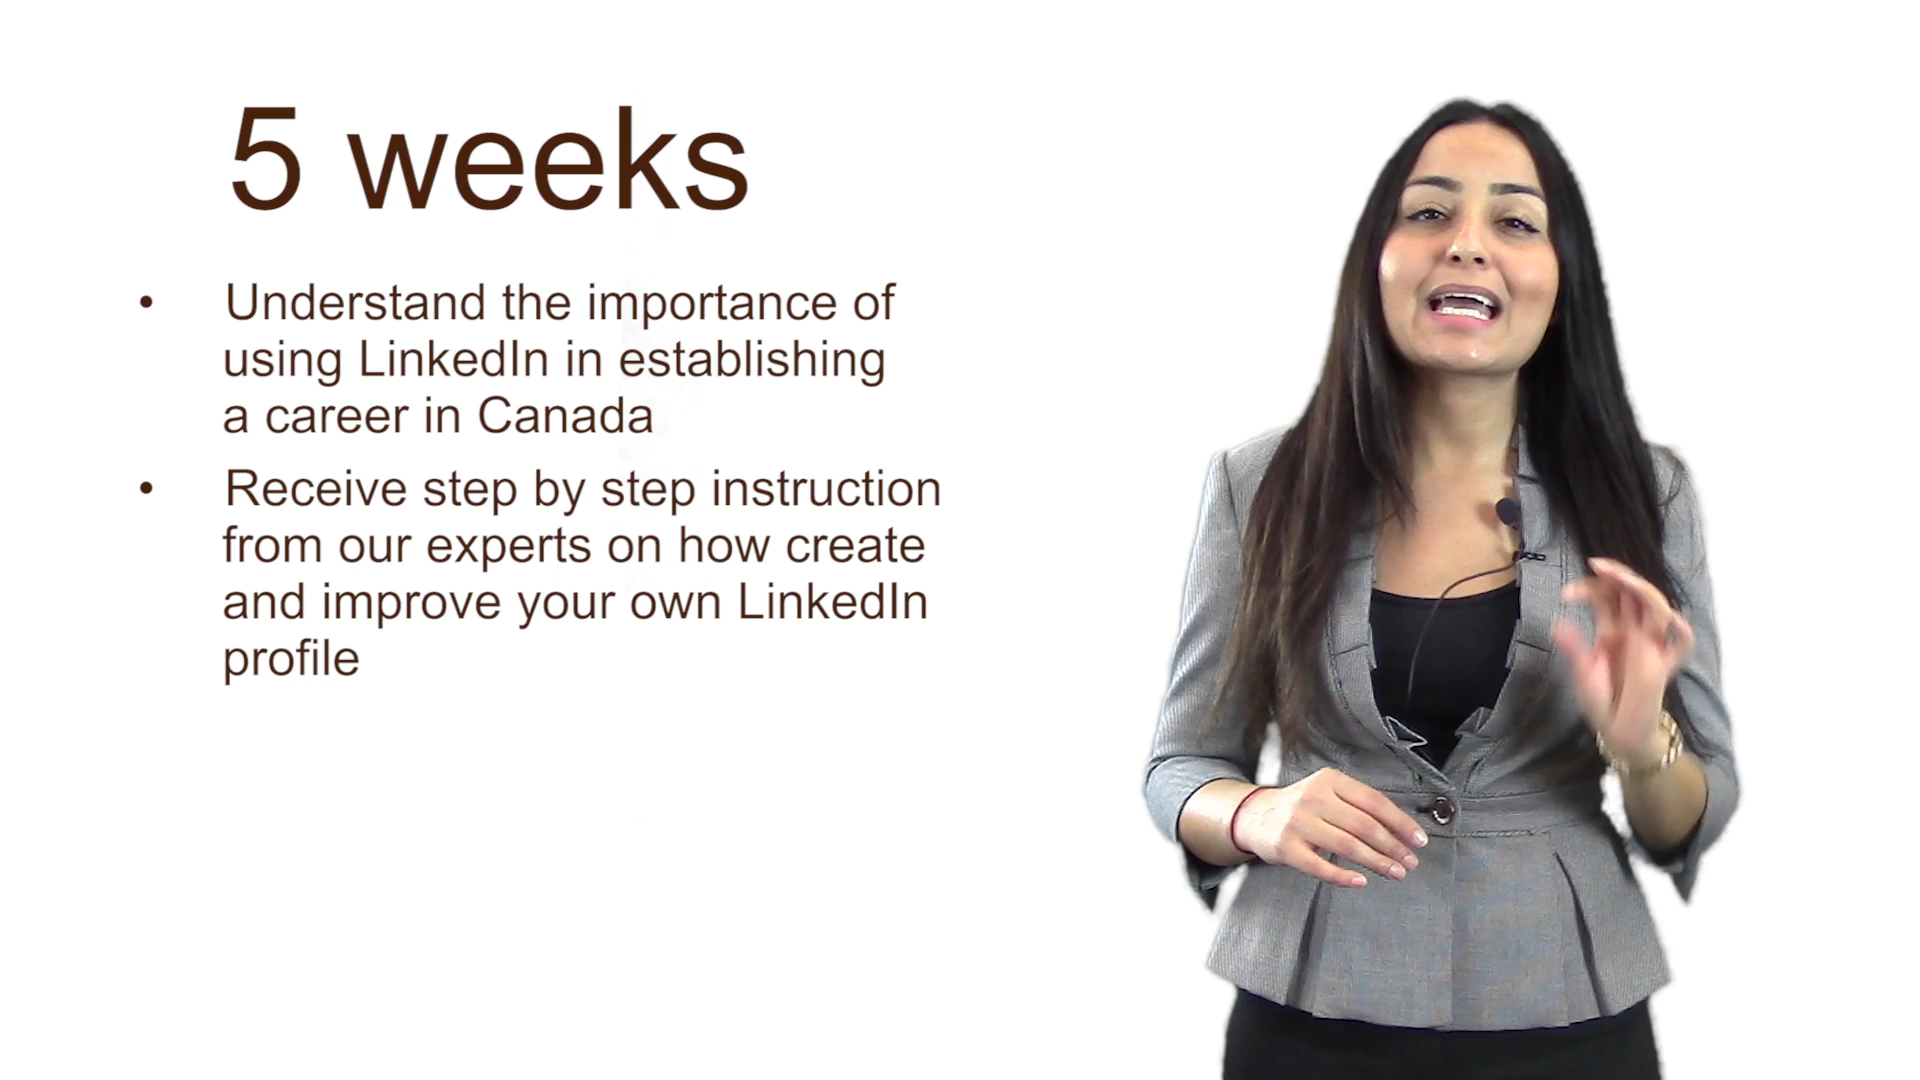 5 weeks
• Understand the importance of
using LinkedIn in establishing
a career in Canada
• Receive step by step instruction
from our experts on how create
and improve your own LinkedIn
profile